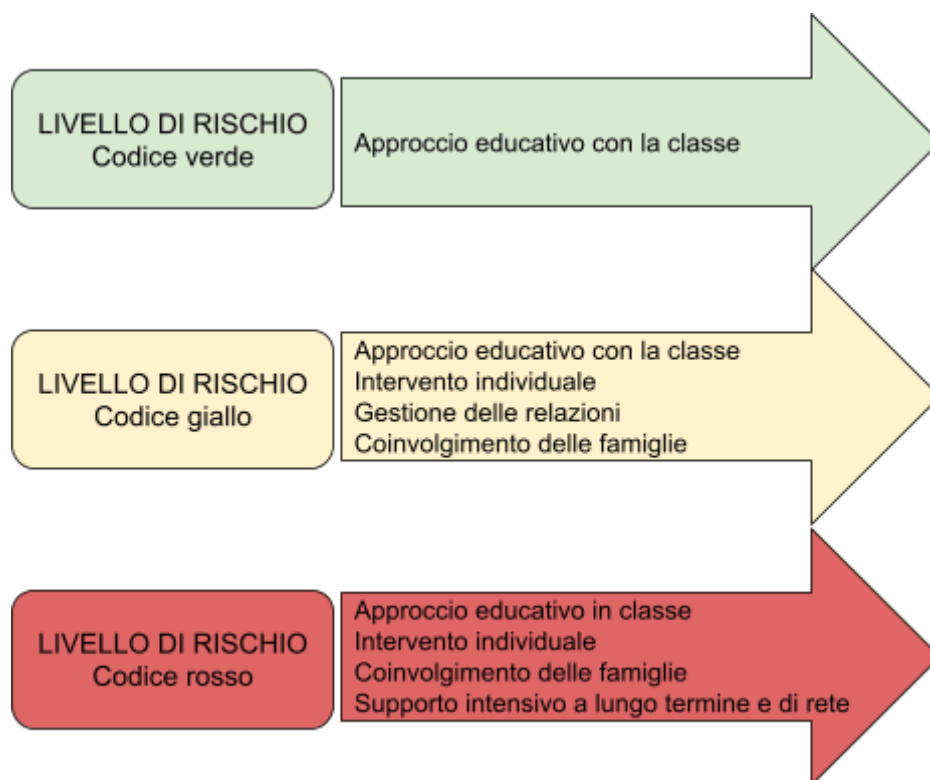 LIVELLO DI RISCHIO
Codice verde
Approccio educativo con la classe
LIVELLO DI RISCHIO
Codice giallo
Approccio educativo con la classe
Intervento individuale
Gestione delle relazioni
Coinvolgimento delle famiglie
LIVELLO DI RISCHIO
Codice rosso
Approccio educativo in classe
Intervento individuale
Coinvolgimento delle famiglie
Supporto intensivo a lungo termine e di rete